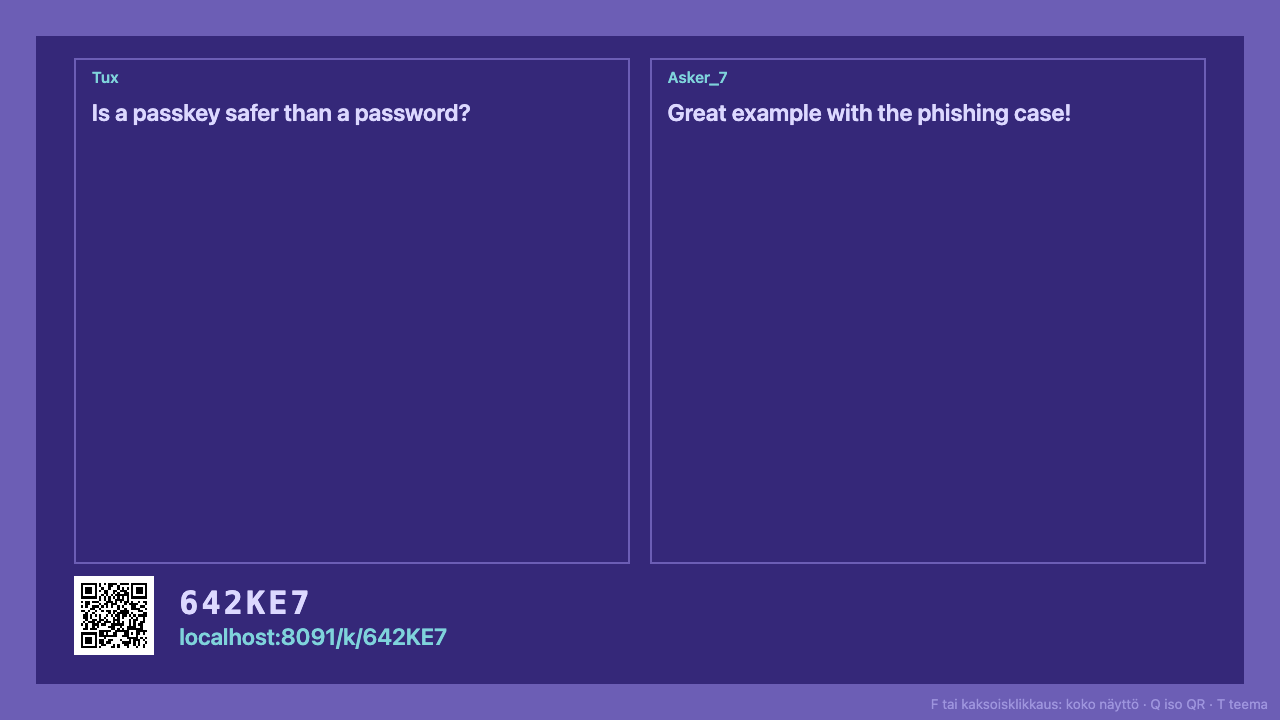 Tux
Is a passkey safer than a password?
Asker_7
Great example with the phishing case!
642KE7
localhost:8091/k/642KE7
F tai kaksoisklikkaus: koko näyttö · Q iso QR · T teema